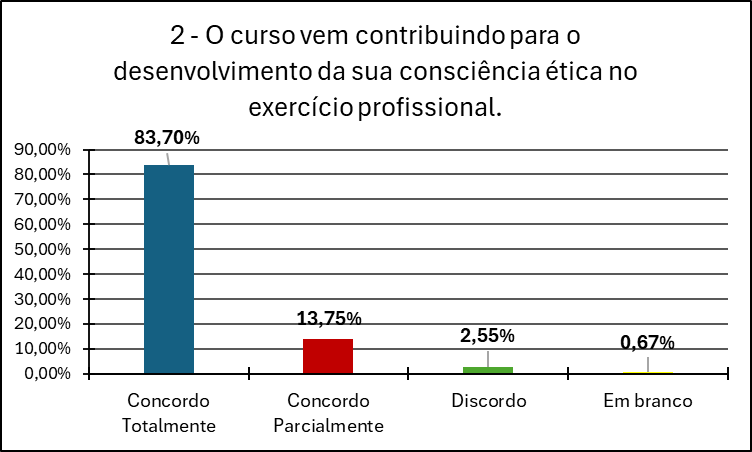 2 - O curso vem contribuindo para o
desenvolvimento da sua consciência ética no
exercício profissional.
83,70%
13,75%
2,55%
0,67%
90,00%
80,00%
70,00%
60,00%
50,00%
40,00%
30,00%
20,00%
10,00%
0,00%
Concordo
Totalmente
Concordo
Parcialmente
Discordo
Em branco